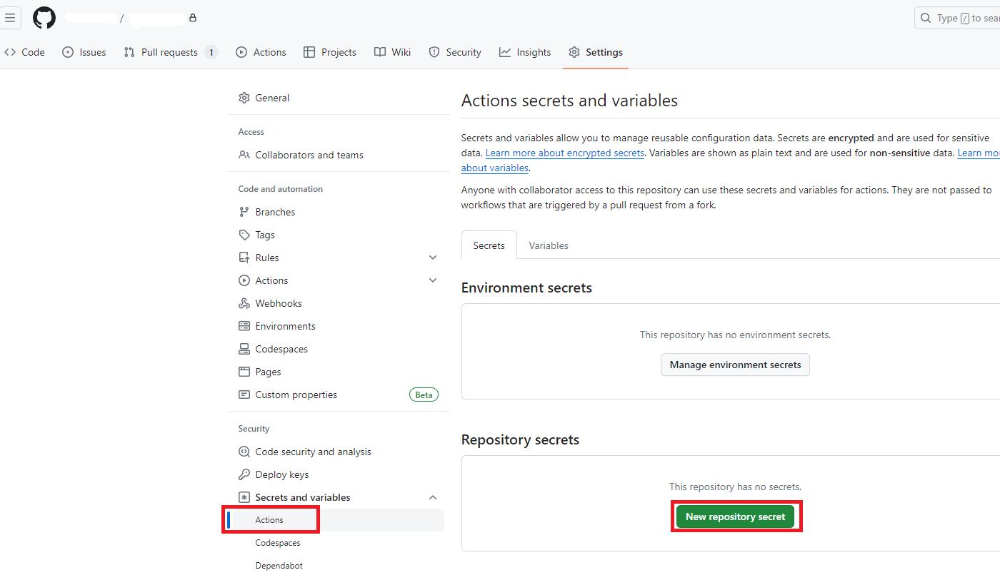 /
Type / to sear
Code Issues Pull requests 1 Actions Projects Wiki Security Insights Settings
General
Access
Collaborators and teams
Code and automation
Branches
Tags
Rules
Actions
Webhooks
Environments
Codespaces
Pages
Custom properties Beta
Security
Code security and analysis
Deploy keys
Secrets and variables
Actions
Codespaces
Dependabot
Actions secrets and variables
Secrets and variables allow you to manage reusable configuration data. Secrets are encrypted and are used for sensitive
data. Learn more about encrypted secrets. Variables are shown as plain text and are used for non-sensitive data. Learn mor
about variables.
Anyone with collaborator access to this repository can use these secrets and variables for actions. They are not passed to
workflows that are triggered by a pull request from a fork.
Secrets Variables
Environment secrets
This repository has no environment secrets.
Manage environment secrets
Repository secrets
This repository has no secrets.
New repository secret